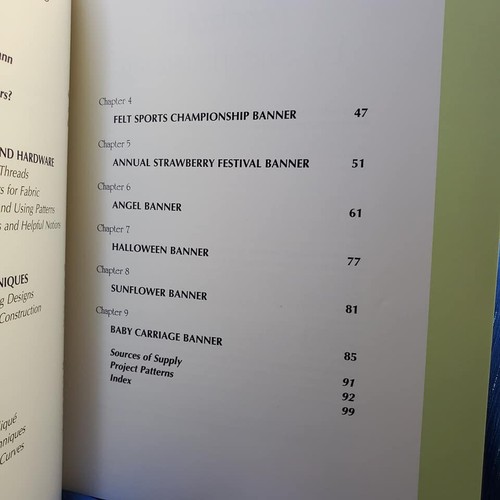 rs?
ND HARDWARE
Threads
s for Fabric
nd Using Patterns
s and Helpful Notions
NIQUES
g Designs
Construction
iqué
hniques
Curves
Chapter 4
FELT SPORTS CHAMPIONSHIP BANNER 47
Chapter 5
ANNUAL STRAWBERRY FESTIVAL BANNER 51
Chapter 6
ANGEL BANNER 61
Chapter 7
HALLOWEEN BANNER 77
Chapter 8
SUNFLOWER BANNER 81
Chapter 9
BABY CARRIAGE BANNER 85
Sources of Supply 91
Project Patterns 92
Index 99